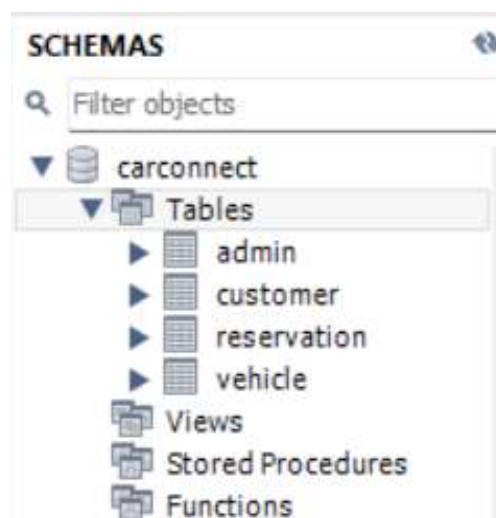 SCHEMAS
Filter objects
carconnect
Tables
admin
customer
reservation
vehicle
Views
Stored Procedures
Functions